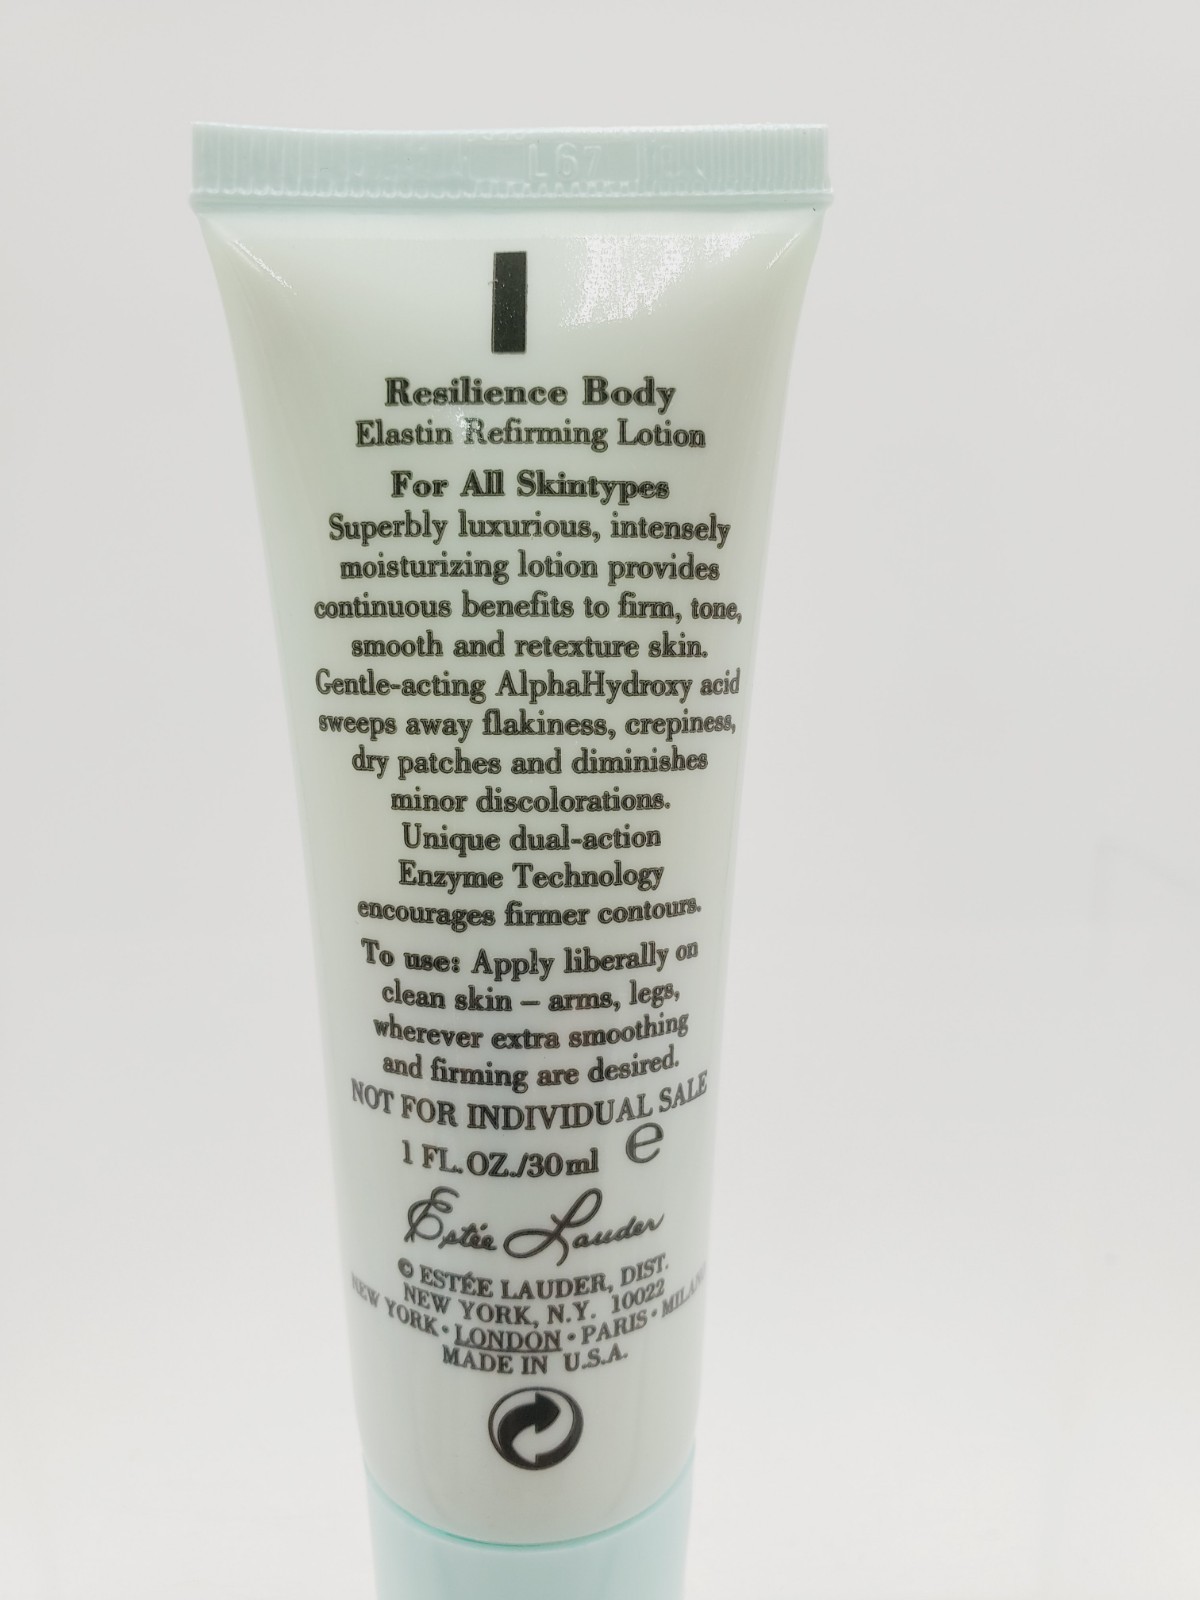 L67
Resilience Body
Elastin Refirming Lotion
For All Skintypes
Superbly luxurious, intensely
moisturizing lotion provides
continuous benefits to firm, tone,
smooth and retexture skin.
Gentle-acting AlphaHydroxy acid
sweeps away flakiness, crepiness,
dry patches and diminishes
minor discolorations.
Unique dual-action
Enzyme Technology
encourages firmer contours.
To use: Apply liberally on
clean skin – arms, legs,
wherever extra smoothing
and firming are desired.
NOT FOR INDIVIDUAL SALE
1 FL.OZ./30ml ℮
Estée Lauder
© ESTÉE LAUDER, DIST.
NEW YORK, N.Y. 10022
NEW YORK • LONDON • PARIS • MILAN
MADE IN U.S.A.